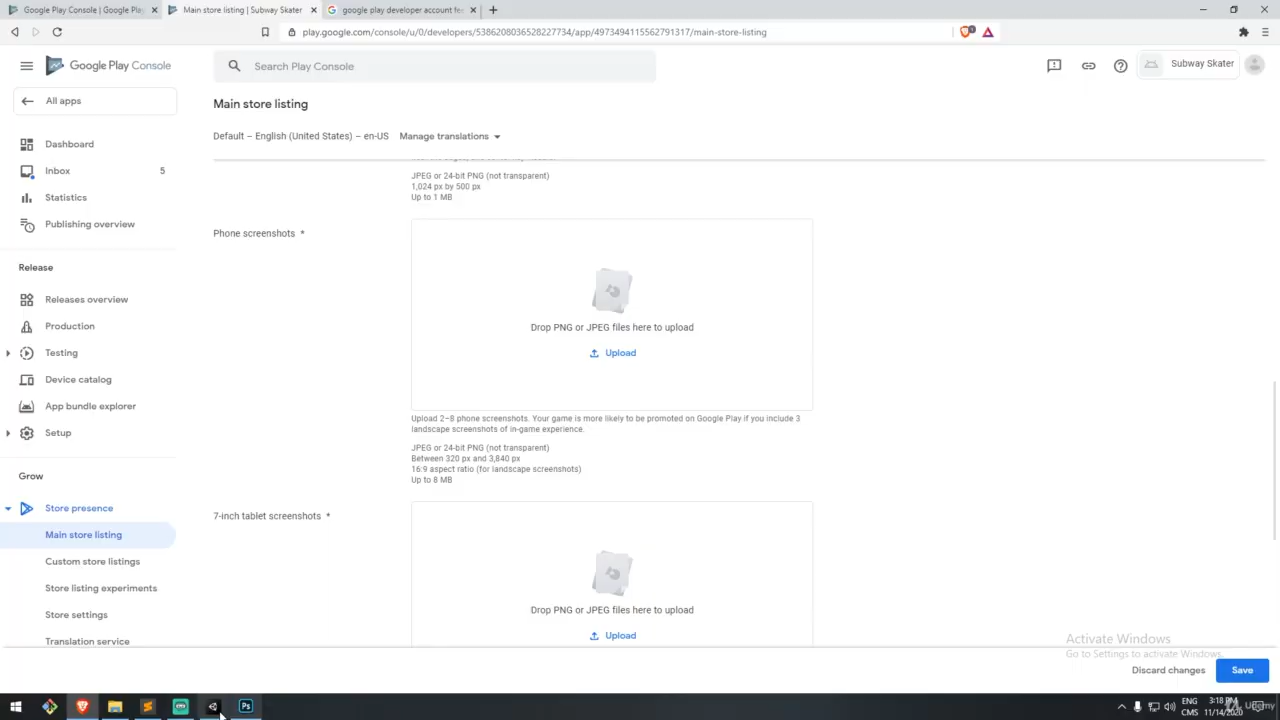 Google Play Console | Google Play
Main store listing | Subway Skater
google play developer account fee
play.google.com/console/u/0/developers/5386208036528227734/app/4973494115562791317/main-store-listing
Google Play Console
Search Play Console
Subway Skater
All apps
Main store listing
Default – English (United States) – en-US
Manage translations
Dashboard
Inbox
5
Statistics
Publishing overview
Release
Releases overview
Production
Testing
Device catalog
App bundle explorer
Setup
Grow
Store presence
Main store listing
Custom store listings
Store listing experiments
Store settings
Translation service
JPEG or 24-bit PNG (not transparent)
1,024 px by 500 px
Up to 1 MB
Phone screenshots *
Drop PNG or JPEG files here to upload
Upload
Upload 2–8 phone screenshots. Your game is more likely to be promoted on Google Play if you include 3
landscape screenshots of in-game experience.
JPEG or 24-bit PNG (not transparent)
Between 320 px and 3,840 px
16:9 aspect ratio (for landscape screenshots)
Up to 8 MB
7-inch tablet screenshots *
Drop PNG or JPEG files here to upload
Upload
Activate Windows
Go to Settings to activate Windows.
Discard changes
Save
Ps
ENG
CMS
3:18 PM
11/14/2020
Udemy